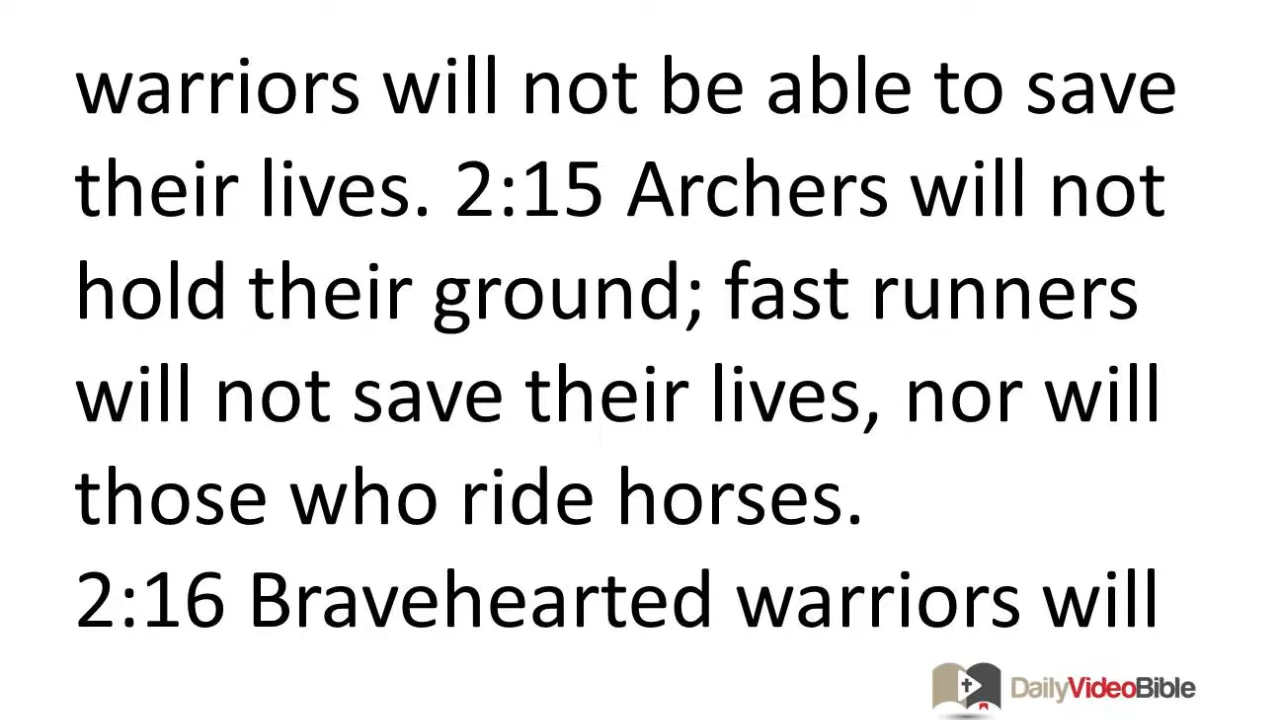 warriors will not be able to save
their lives. 2:15 Archers will not
hold their ground; fast runners
will not save their lives, nor will
those who ride horses.
2:16 Bravehearted warriors will
DailyVideoBible